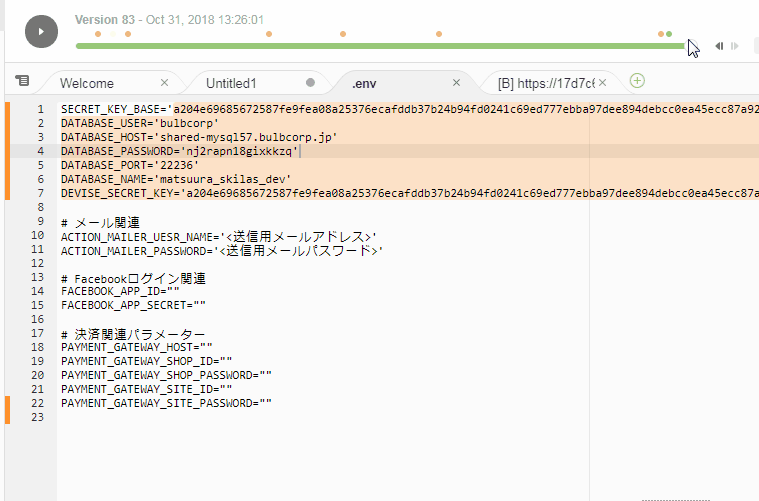 Version 83 - Oct 31, 2018 13:26:01
Welcome × Untitled1 .env × [B] https://17d7c6 ×
1 SECRET_KEY_BASE='a204e69685672587fe9fea08a25376ecafddb37b24b94fd0241c69ed777ebba97dee894debcc0ea45ecc87a92
2 DATABASE_USER='bulbcorp'
3 DATABASE_HOST='shared-mysql57.bulbcorp.jp'
4 DATABASE_PASSWORD='nj2rapn18gixkkzq'
5 DATABASE_PORT='22236'
6 DATABASE_NAME='matsuura_skilas_dev'
7 DEVISE_SECRET_KEY='a204e69685672587fe9fea08a25376ecafddb37b24b94fd0241c69ed777ebba97dee894debcc0ea45ecc87a
8
9 # メール関連
10 ACTION_MAILER_UESR_NAME='<送信用メールアドレス>'
11 ACTION_MAILER_PASSWORD='<送信用メールパスワード>'
12
13 # Facebookログイン関連
14 FACEBOOK_APP_ID=""
15 FACEBOOK_APP_SECRET=""
16
17 # 決済関連パラメーター
18 PAYMENT_GATEWAY_HOST=""
19 PAYMENT_GATEWAY_SHOP_ID=""
20 PAYMENT_GATEWAY_SHOP_PASSWORD=""
21 PAYMENT_GATEWAY_SITE_ID=""
22 PAYMENT_GATEWAY_SITE_PASSWORD=""
23